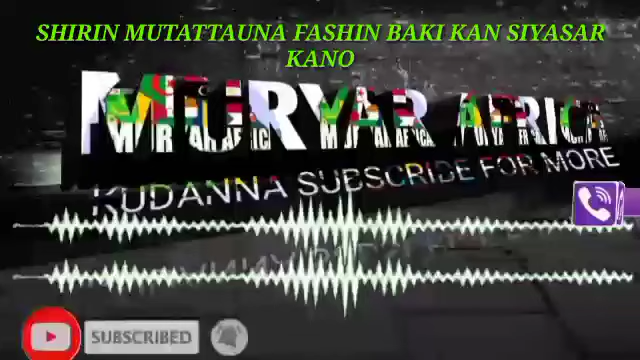 SHIRIN MUTATTAUNA FASHIN BAKI KAN SIYASAR
KANO
MURYAR AFRICA
KUDANNA SUBSCRIBE FOR MORE
SUBSCRIBED